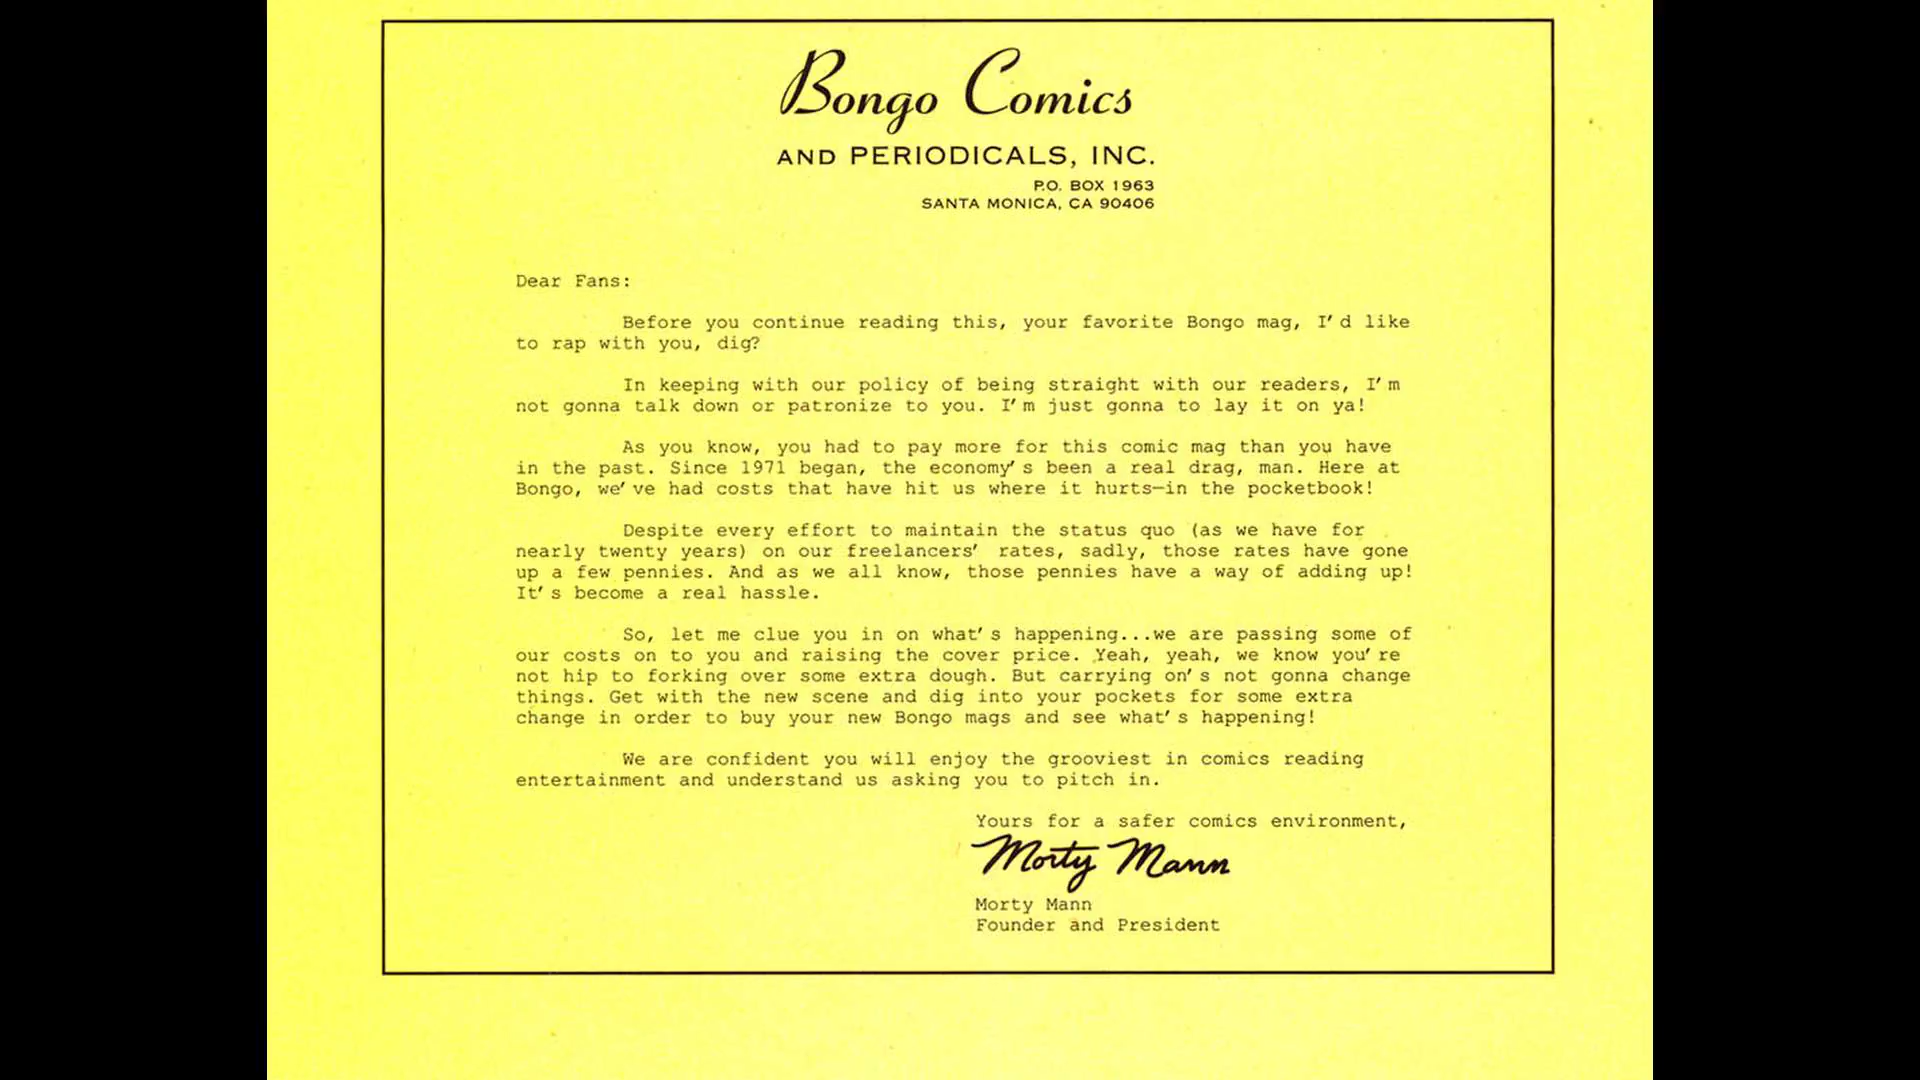 Bongo Comics
AND PERIODICALS, INC.
P.O. BOX 1963
SANTA MONICA, CA 90406
Dear Fans:
Before you continue reading this, your favorite Bongo mag, I'd like
to rap with you, dig?
In keeping with our policy of being straight with our readers, I'm
not gonna talk down or patronize to you. I'm just gonna to lay it on ya!
As you know, you had to pay more for this comic mag than you have
in the past. Since 1971 began, the economy's been a real drag, man. Here at
Bongo, we've had costs that have hit us where it hurts—in the pocketbook!
Despite every effort to maintain the status quo (as we have for
nearly twenty years) on our freelancers' rates, sadly, those rates have gone
up a few pennies. And as we all know, those pennies have a way of adding up!
It's become a real hassle.
So, let me clue you in on what's happening...we are passing some of
our costs on to you and raising the cover price. Yeah, yeah, we know you're
not hip to forking over some extra dough. But carrying on's not gonna change
things. Get with the new scene and dig into your pockets for some extra
change in order to buy your new Bongo mags and see what's happening!
We are confident you will enjoy the grooviest in comics reading
entertainment and understand us asking you to pitch in.
Yours for a safer comics environment,
Morty Mann
Morty Mann
Founder and President